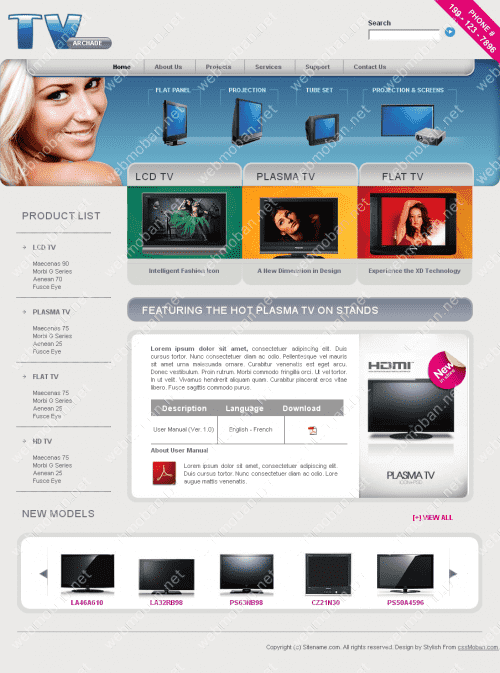 TV
ARCHADE
Search
PHONE #
199 - 123 - 7896
Home
About Us
Projects
Services
Support
Contact Us
FLAT PANEL
PROJECTION
TUBE SET
PROJECTION & SCREENS
LCD TV
PLASMA TV
FLAT TV
Intelligent Fashion Icon
A New Dimension in Design
Experience the XD Technology
PRODUCT LIST
+ LCD TV
Maecenas 90
Morbi G Series
Aenean 70
Fusce Eye
+ PLASMA TV
Maecenas 75
Morbi G Series
Aenean 25
Fusce Eye
+ FLAT TV
Maecenas 75
Morbi G Series
Aenean 25
Fusce Eye
+ HD TV
Maecenas 75
Morbi G Series
Aenean 25
Fusce Eye
FEATURING THE HOT PLASMA TV ON STANDS
Lorem ipsum dolor sit amet, consectetuer adipiscing elit. Duis
cursus tortor. Nunc consectetuer diam ac odio. Pellentesque vel mauris
sit amet urna malesuada ornare. Curabitur venenatis est eget arcu.
Donec vestibulum. Proin rutrum. Morbi commodo fringilla orci. Ut vel tortor.
In ut velit. Vivamus hendrerit aliquam quam. Curabitur placerat eros vitae
libero. Fusce sagittis commodo purus.
Description
Language
Download
User Manual (Ver. 1.0)
English - French
About User Manual
Lorem ipsum dolor sit amet, consectetuer adipiscing elit.
Duis cursus tortor. Nunc consectetuer diam ac odio. Lore.
augue mattis venenatis.
HDMI
New
PLASMA TV
NEW MODELS
[+] VIEW ALL
LA46A610
LA32RB98
PS63HB98
CZ21N30
PS50A4596
Copyright (c) Sitename.com. All rights reserved. Design by Stylish From cssMoban.com.
webmoban.net